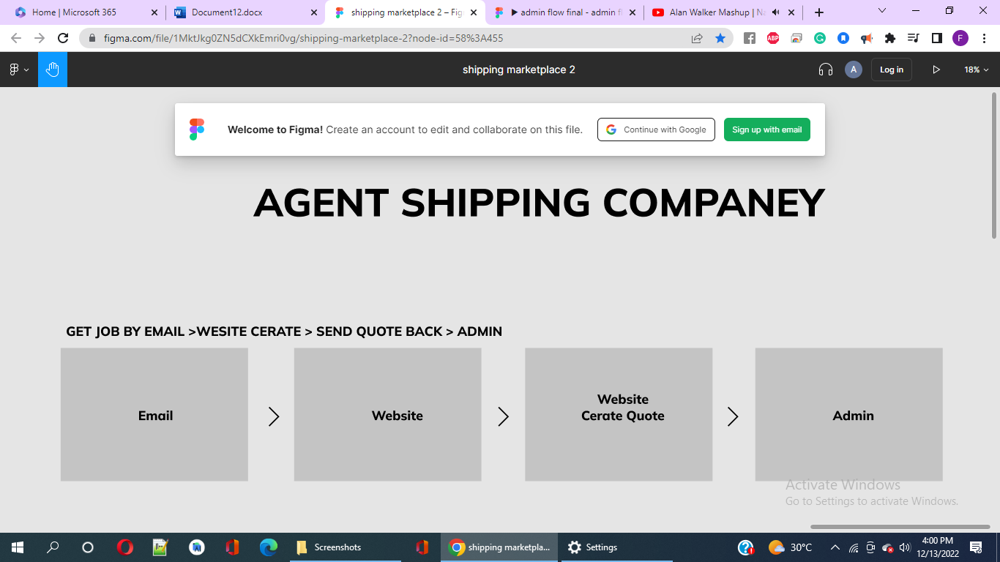 Home | Microsoft 365
Document12.docx
shipping marketplace 2 – Fig
▶ admin flow final - admin fl
Alan Walker Mashup | Na
figma.com/file/1MktJkg0ZN5dCXkEmri0vg/shipping-marketplace-2?node-id=58%3A455
ABP
F
shipping marketplace 2
A
Log in
18%
Welcome to Figma! Create an account to edit and collaborate on this file.
Continue with Google
Sign up with email
AGENT SHIPPING COMPANEY
GET JOB BY EMAIL >WESITE CERATE > SEND QUOTE BACK > ADMIN
Email
Website
Website
Cerate Quote
Admin
Activate Windows
Go to Settings to activate Windows.
Screenshots
shipping marketpla...
Settings
30°C
4:00 PM
12/13/2022